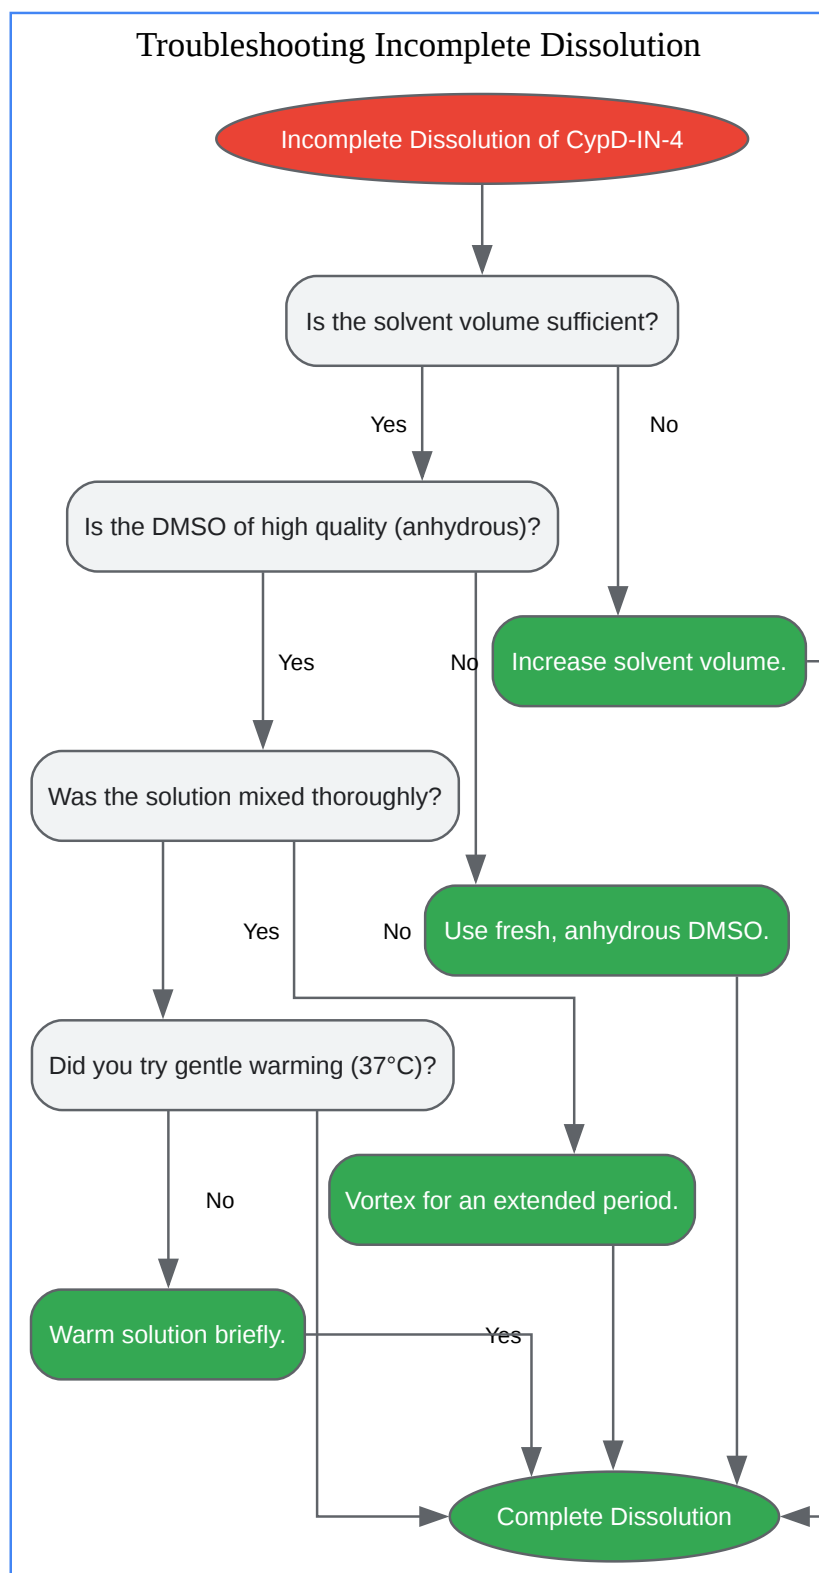 Troubleshooting Incomplete Dissolution
Incomplete Dissolution of CypD-IN-4
Is the solvent volume sufficient?
Yes
No
Is the DMSO of high quality (anhydrous)?
Yes
No
Increase solvent volume.
Was the solution mixed thoroughly?
Yes
No
Use fresh, anhydrous DMSO.
Did you try gentle warming (37°C)?
No
Vortex for an extended period.
Warm solution briefly.
Yes
Complete Dissolution